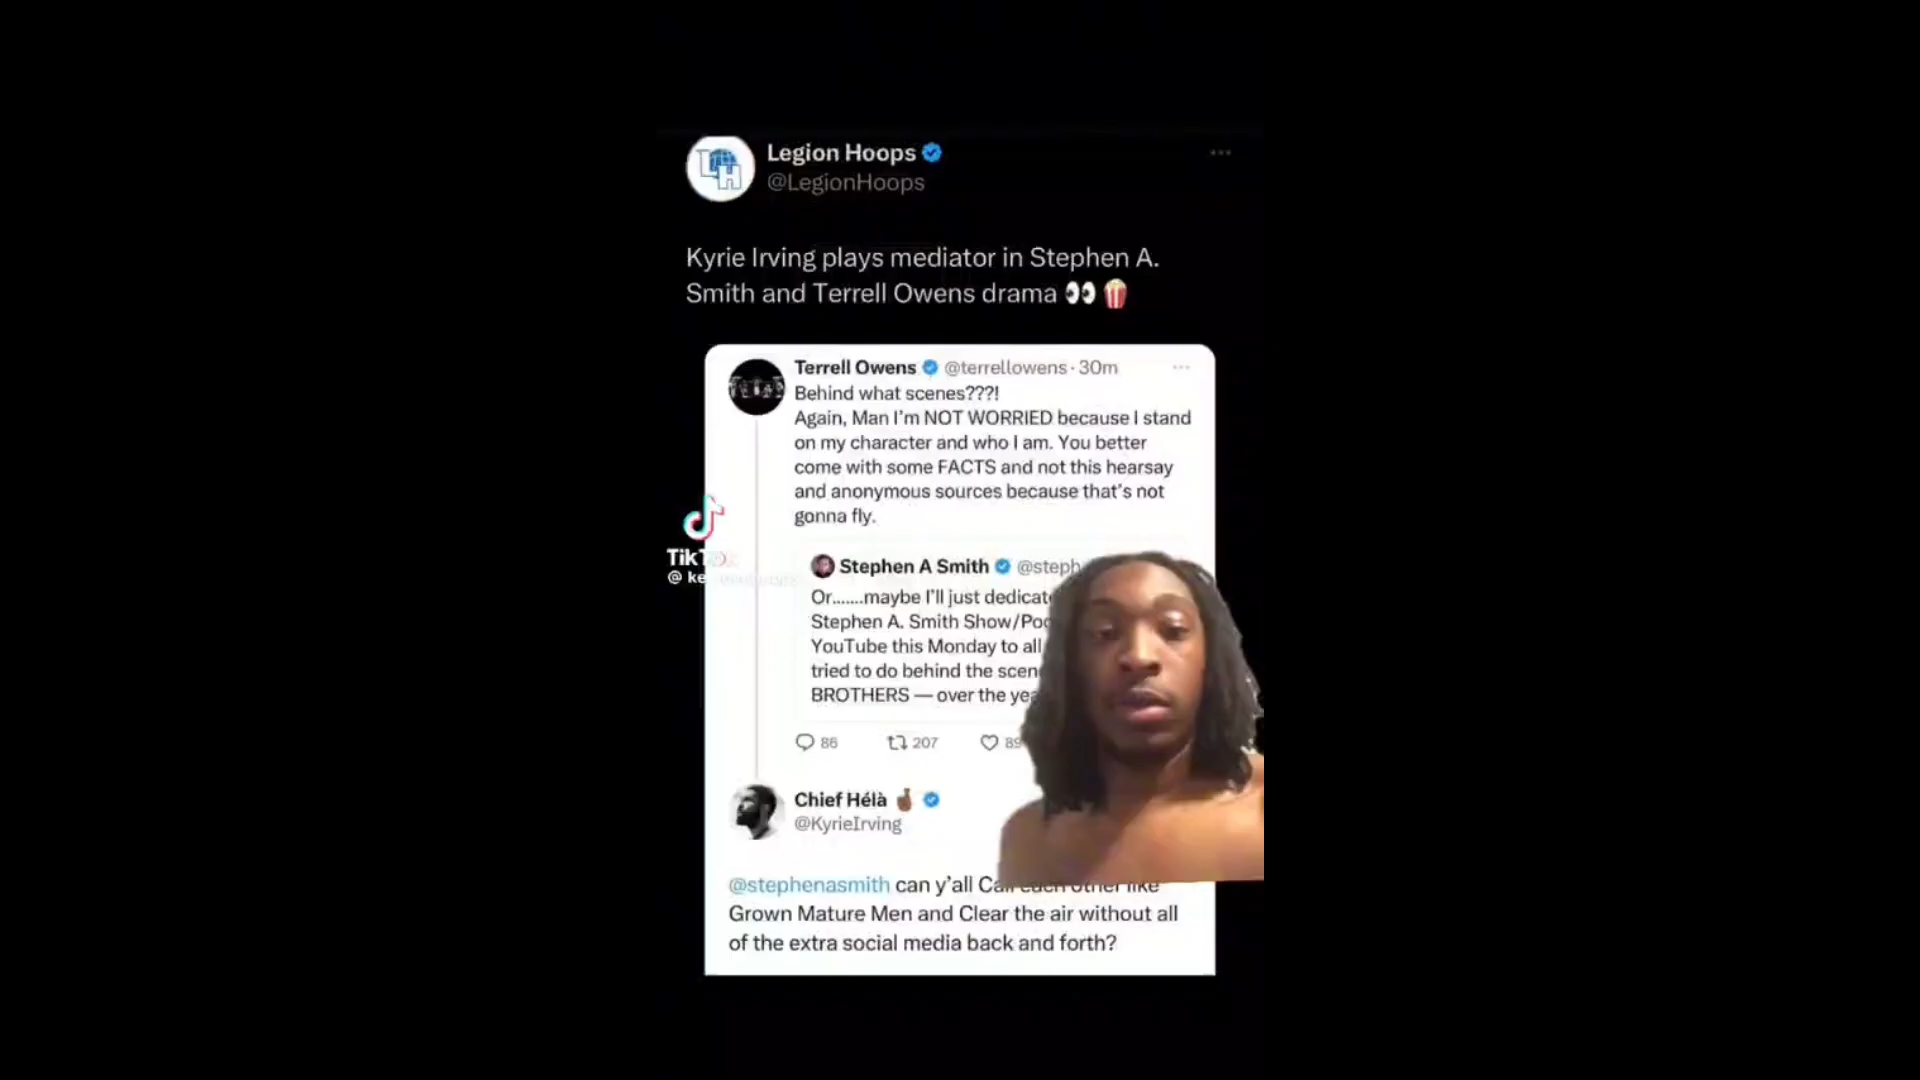 Legion Hoops
@LegionHoops
Kyrie Irving plays mediator in Stephen A.
Smith and Terrell Owens drama 👀🍿
Terrell Owens @terrellowens · 30m
Behind what scenes???!
Again, Man I'm NOT WORRIED because I stand
on my character and who I am. You better
come with some FACTS and not this hearsay
and anonymous sources because that's not
gonna fly.
TikTok
@ ke
Stephen A Smith @steph
Or.......maybe I'll just dedicate
Stephen A. Smith Show/Poc
YouTube this Monday to all
tried to do behind the scen
BROTHERS — over the yea
86 207 89
Chief Hélà
@KyrieIrving
@stephenasmith can y'all Call each other like
Grown Mature Men and Clear the air without all
of the extra social media back and forth?